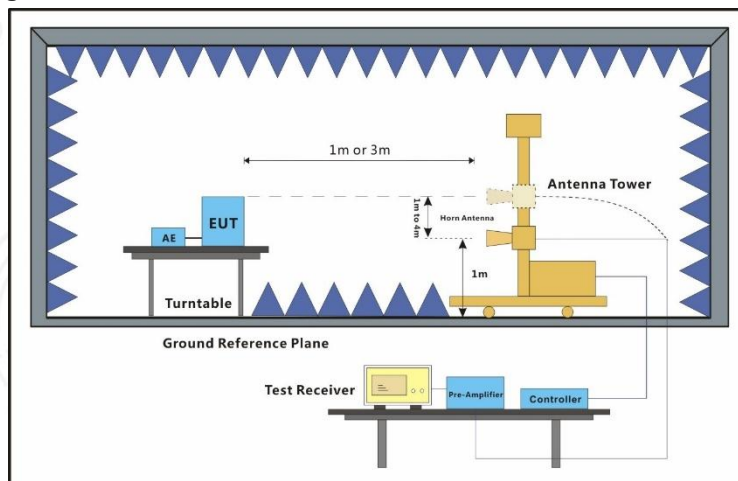 1m or 3m
Antenna Tower
1m to 4m
Horn Antenna
EUT
AE
1m
Turntable
Ground Reference Plane
Test Receiver
Pre-Amplifier
Controller